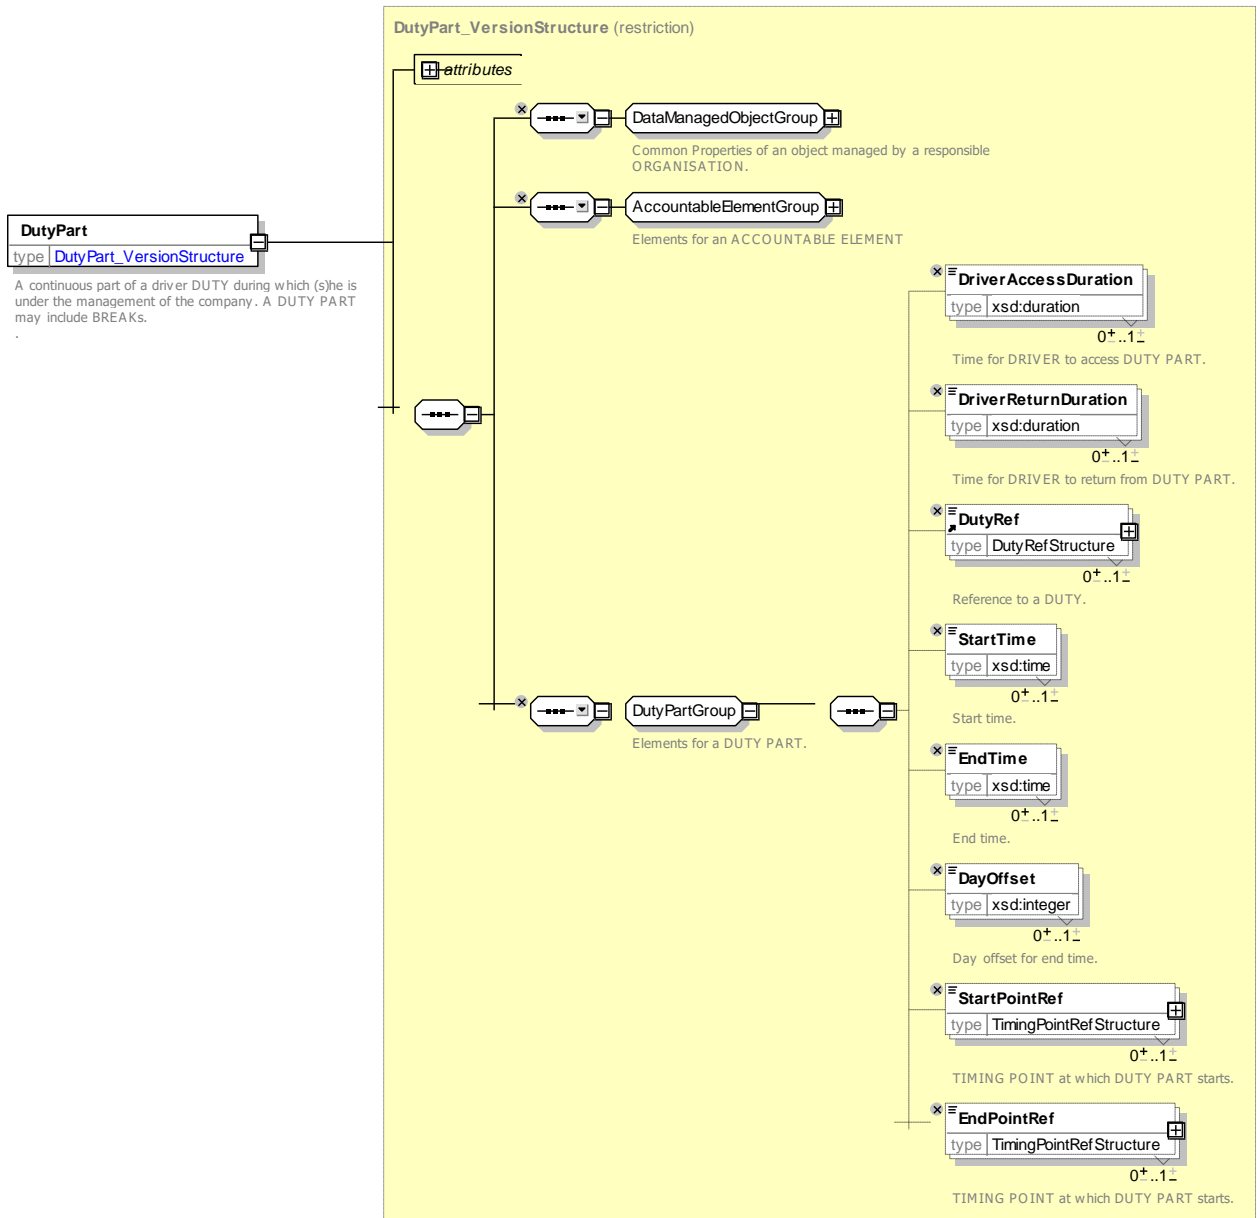 DutyPart_VersionStructure (restriction)
attributes
DataManagedObjectGroup
Common Properties of an object managed by a responsible
ORGANISATION.
AccountableElementGroup
Elements for an ACCOUNTABLE ELEMENT
DutyPart
type DutyPart_VersionStructure
A continuous part of a driver DUTY during which (s)he is
under the management of the company. A DUTY PART
may include BREAKs.
.
DriverAccessDuration
type xsd:duration
0..1
Time for DRIVER to access DUTY PART.
DriverReturnDuration
type xsd:duration
0..1
Time for DRIVER to return from DUTY PART.
DutyRef
type DutyRefStructure
0..1
Reference to a DUTY.
StartTime
type xsd:time
0..1
Start time.
DutyPartGroup
Elements for a DUTY PART.
EndTime
type xsd:time
0..1
End time.
DayOffset
type xsd:integer
0..1
Day offset for end time.
StartPointRef
type TimingPointRefStructure
0..1
TIMING POINT at which DUTY PART starts.
EndPointRef
type TimingPointRefStructure
0..1
TIMING POINT at which DUTY PART starts.